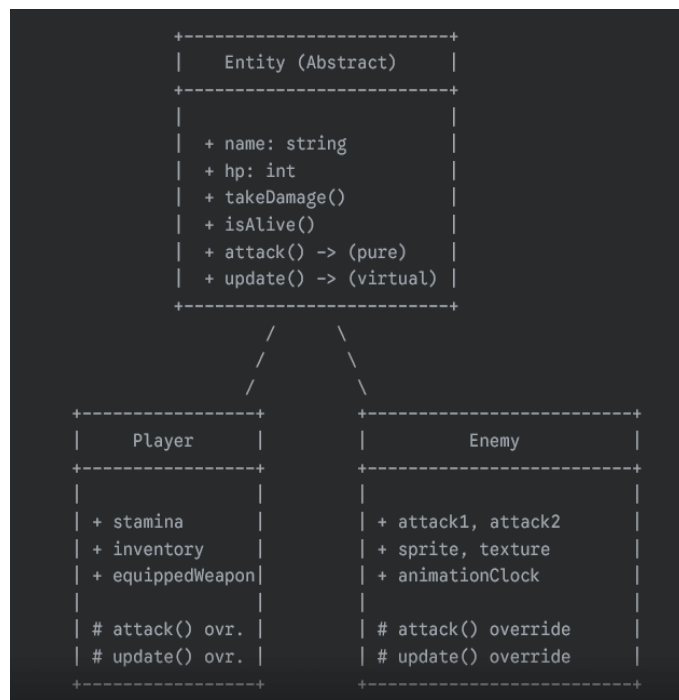 Entity (Abstract)
+ name: string
+ hp: int
+ takeDamage()
+ isAlive()
+ attack() -> (pure)
+ update() -> (virtual)
Player
+ stamina
+ inventory
+ equippedWeapon
# attack() ovr.
# update() ovr.
Enemy
+ attack1, attack2
+ sprite, texture
+ animationClock
# attack() override
# update() override